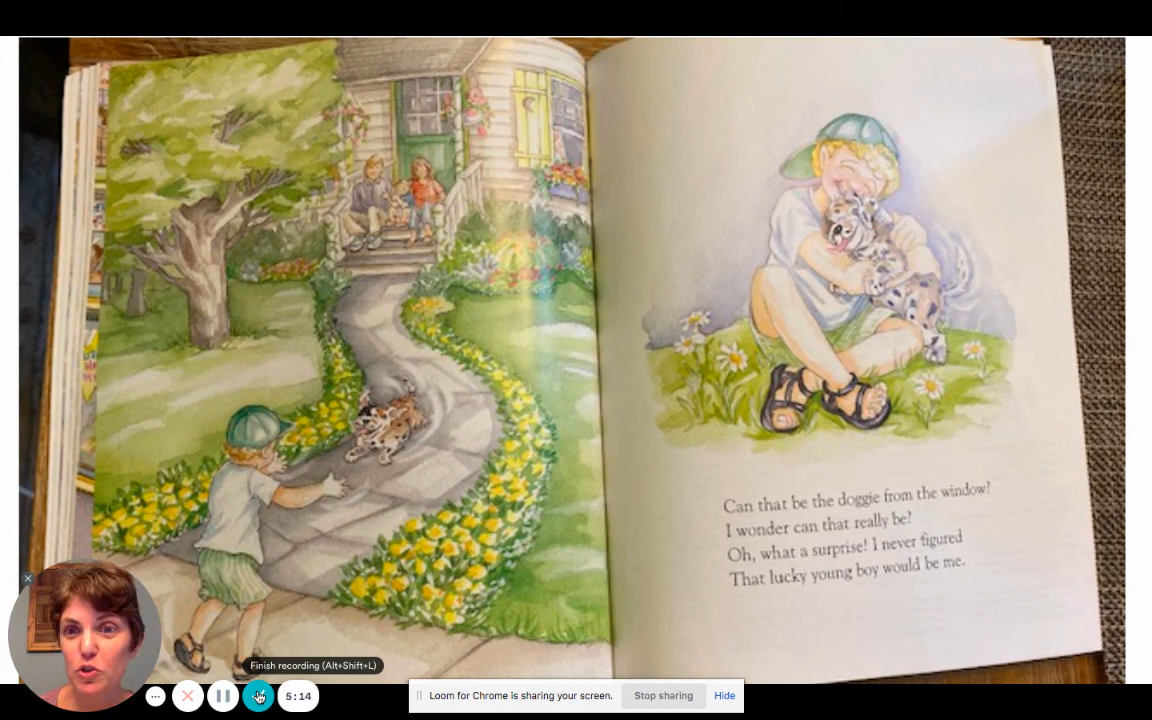 Can that be the doggie from the window?
I wonder can that really be?
Oh, what a surprise! I never figured
That lucky young boy would be me.
Finish recording (Alt+Shift+L)
5:14
Loom for Chrome is sharing your screen.
Stop sharing
Hide